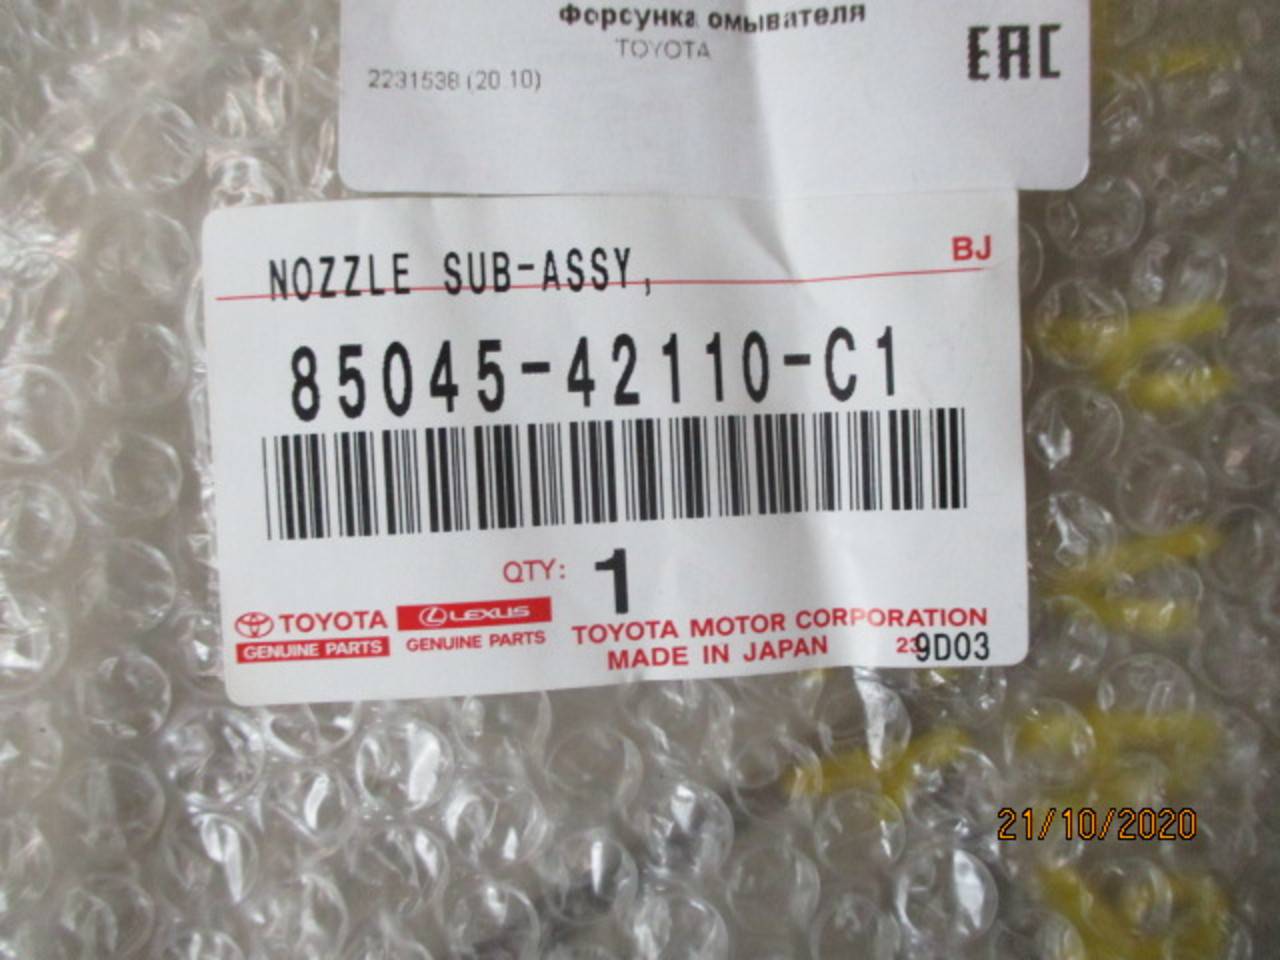 Форсунка омывателя
TOYOTA
2231538 (20.10)
EAC
NOZZLE SUB-ASSY,
BJ
85045-42110-C1
QTY: 1
TOYOTA
GENUINE PARTS
LEXUS
GENUINE PARTS
TOYOTA MOTOR CORPORATION
MADE IN JAPAN
239D03
21/10/2020